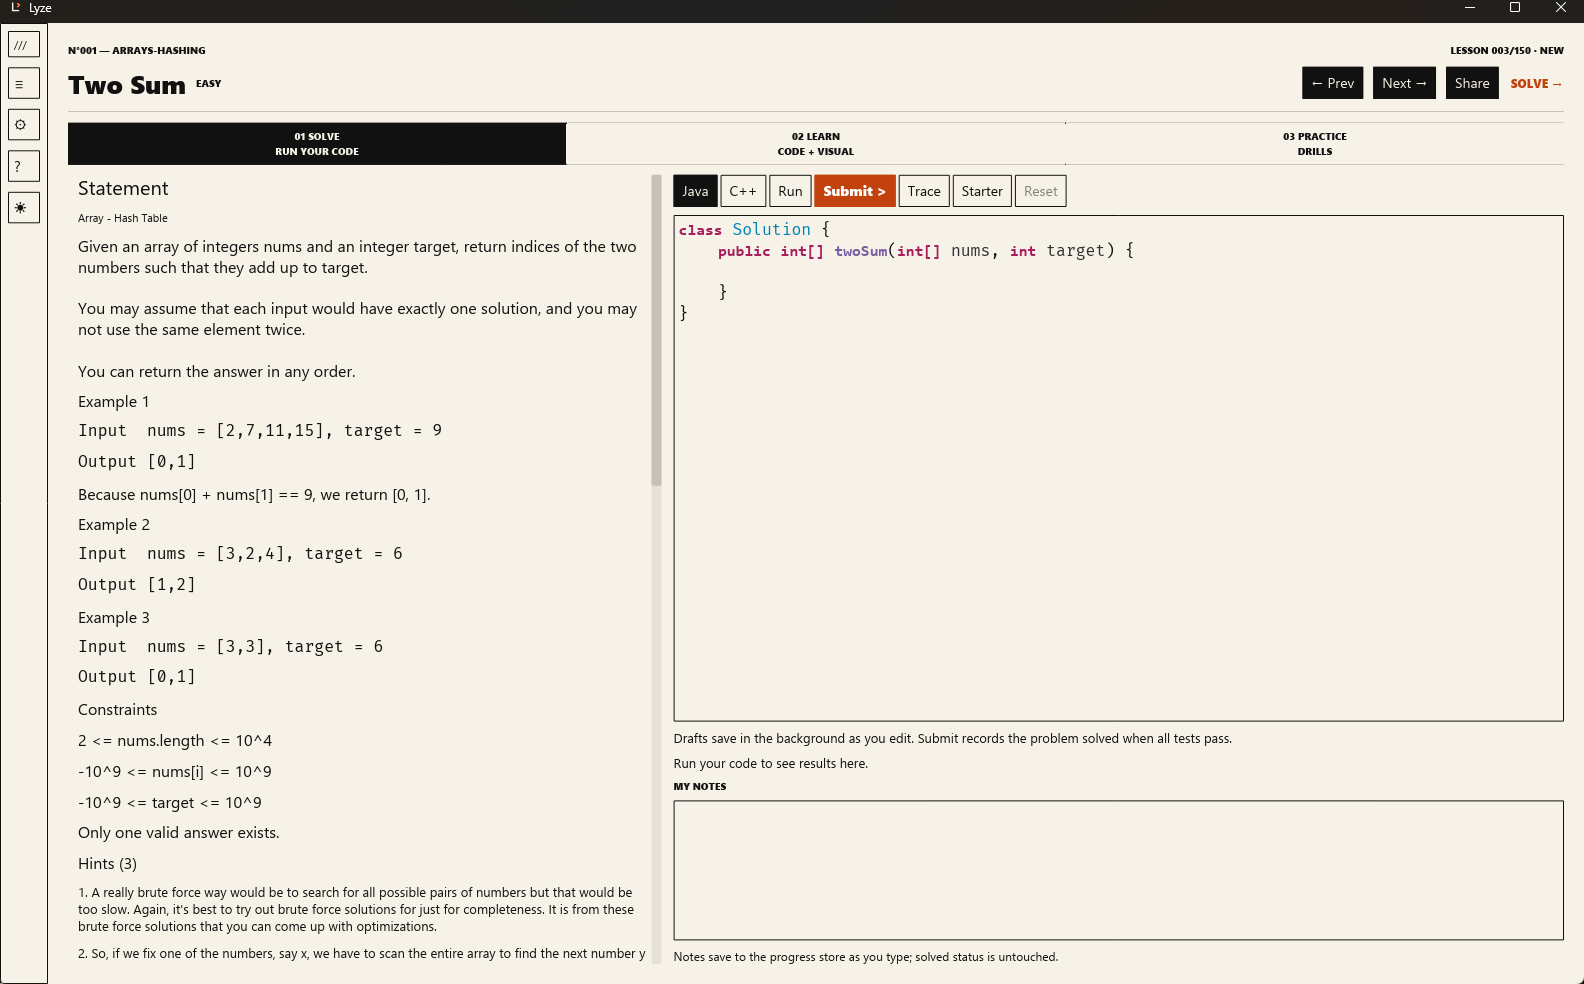 Lyze
///
☰
?
N°001 — ARRAYS-HASHING
LESSON 003/150 · NEW
Two Sum EASY
← Prev Next → Share SOLVE →
01 SOLVE
RUN YOUR CODE
02 LEARN
CODE + VISUAL
03 PRACTICE
DRILLS
Statement
Array - Hash Table
Given an array of integers nums and an integer target, return indices of the two
numbers such that they add up to target.
You may assume that each input would have exactly one solution, and you may
not use the same element twice.
You can return the answer in any order.
Example 1
Input  nums = [2,7,11,15], target = 9
Output [0,1]
Because nums[0] + nums[1] == 9, we return [0, 1].
Example 2
Input  nums = [3,2,4], target = 6
Output [1,2]
Example 3
Input  nums = [3,3], target = 6
Output [0,1]
Constraints
2 <= nums.length <= 10^4
-10^9 <= nums[i] <= 10^9
-10^9 <= target <= 10^9
Only one valid answer exists.
Hints (3)
1. A really brute force way would be to search for all possible pairs of numbers but that would be
too slow. Again, it's best to try out brute force solutions for just for completeness. It is from these
brute force solutions that you can come up with optimizations.
2. So, if we fix one of the numbers, say x, we have to scan the entire array to find the next number y
Java C++ Run Submit > Trace Starter Reset
class Solution {
    public int[] twoSum(int[] nums, int target) {
    }
}
Drafts save in the background as you edit. Submit records the problem solved when all tests pass.
Run your code to see results here.
MY NOTES
Notes save to the progress store as you type; solved status is untouched.